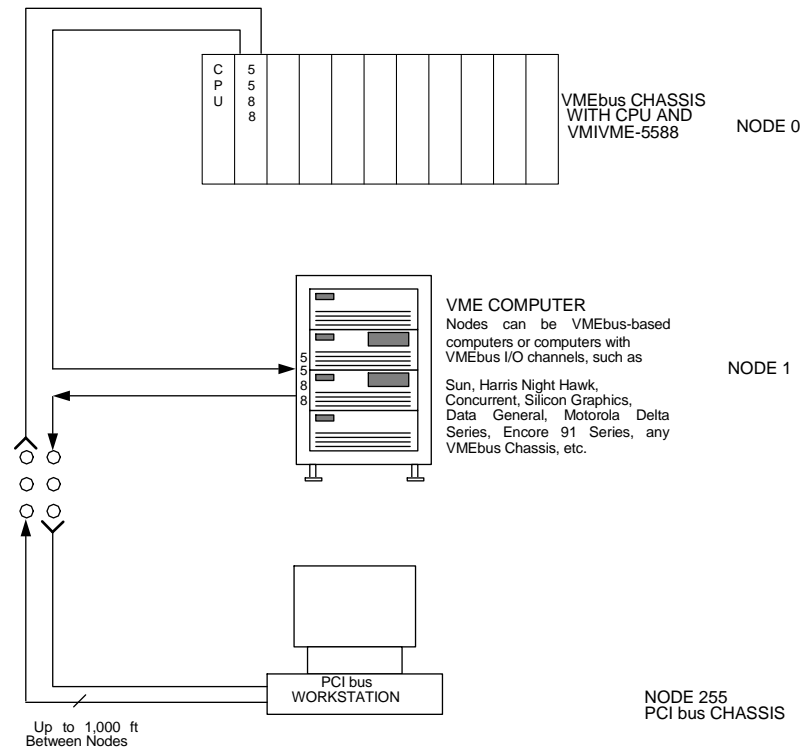 C
P
U
5
5
8
8
VMEbus CHASSIS
WITH CPU AND
VMIVME-5588
NODE 0
VME COMPUTER
Nodes can be VMEbus-based
computers or computers with
VMEbus I/O channels, such as
Sun, Harris Night Hawk,
Concurrent, Silicon Graphics,
Data General, Motorola Delta
Series, Encore 91 Series, any
VMEbus Chassis, etc.
NODE 1
5
5
8
8
PCI bus
WORKSTATION
NODE 255
PCI bus CHASSIS
Up to 1,000 ft
Between Nodes